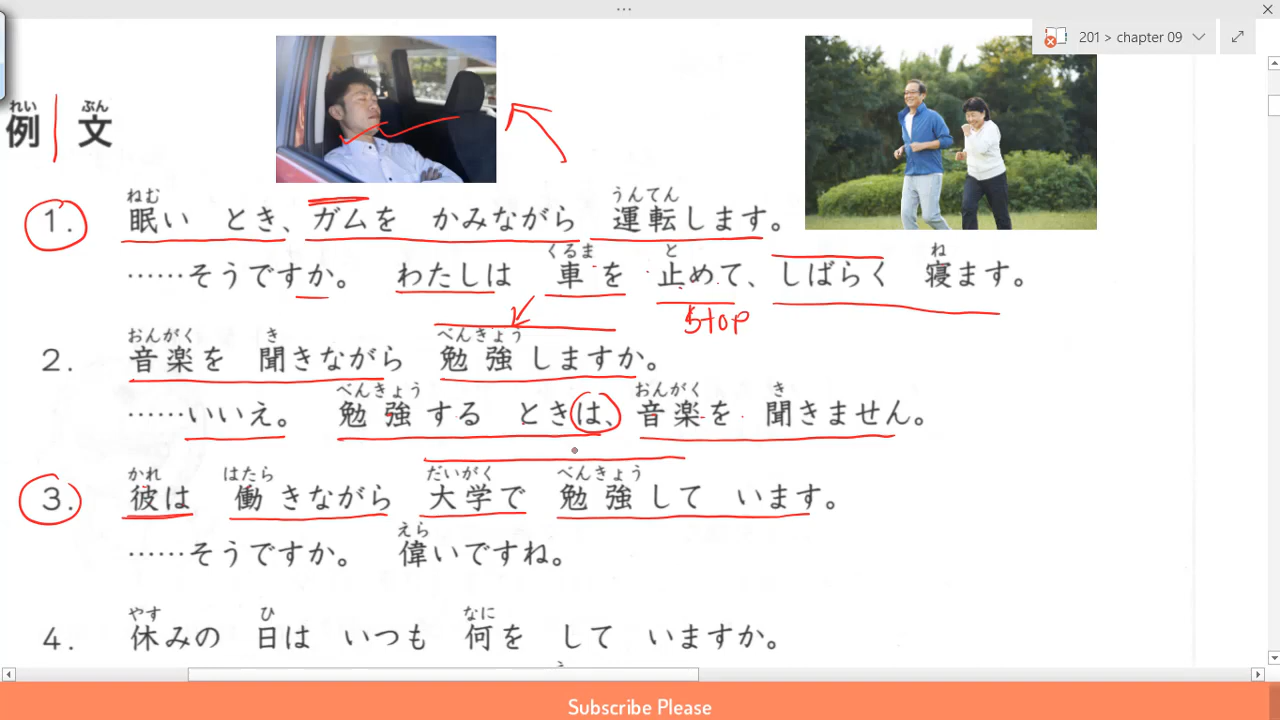 201 > chapter 09
れい ぶん
例 文
ねむ うんてん
1. 眠い とき、ガムを かみながら 運転します。
くるま と ね
……そうですか。 わたしは 車を 止めて、しばらく 寝ます。
STOP
おんがく き べんきょう
2. 音楽を 聞きながら 勉強しますか。
べんきょう おんがく き
……いいえ。 勉強する ときは、音楽を 聞きません。
かれ はたら だいがく べんきょう
3. 彼は 働きながら 大学で 勉強して います。
えら
……そうですか。 偉いですね。
やす ひ なに
4. 休みの 日は いつも 何を して いますか。
Subscribe Please